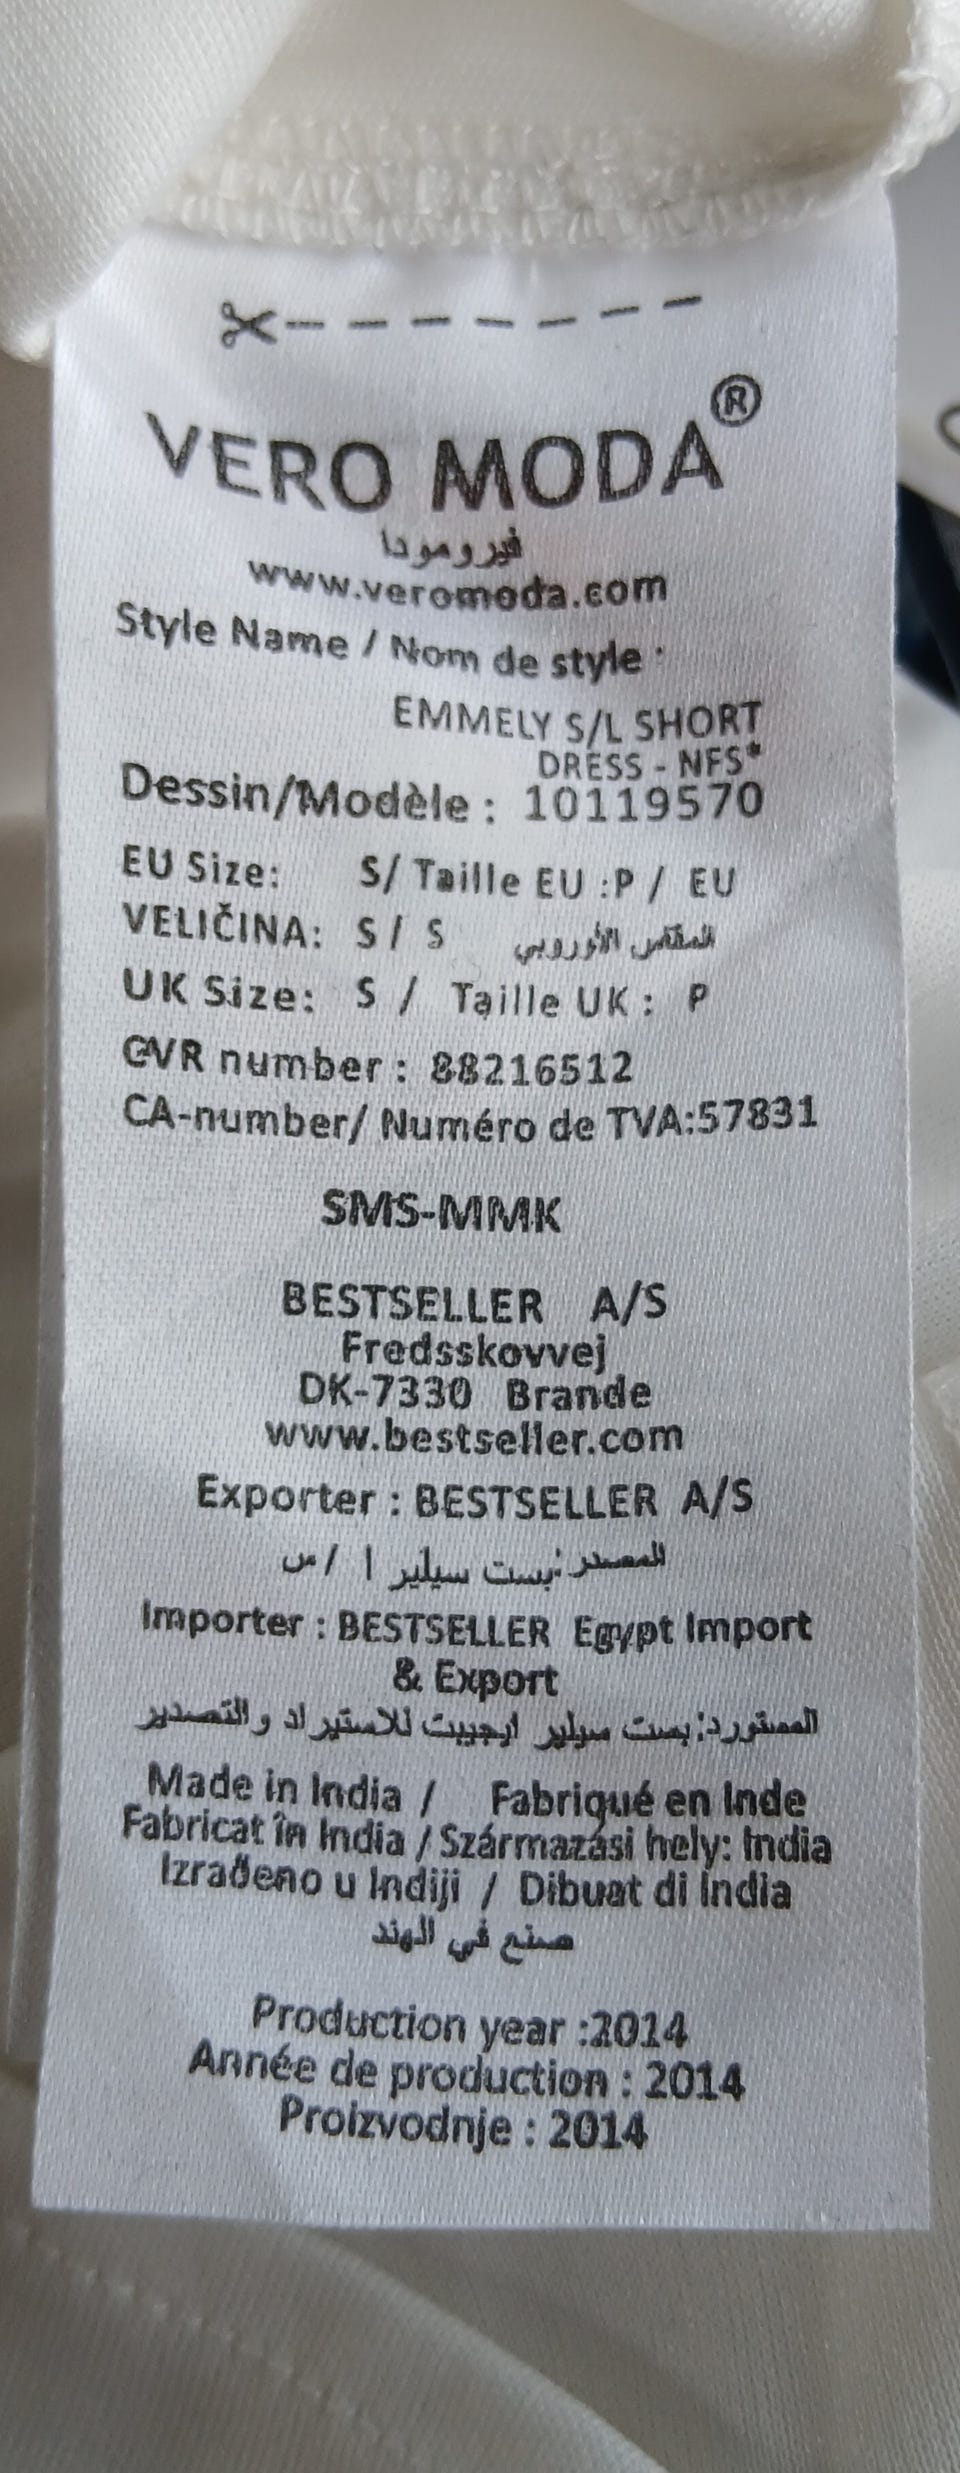 VERO MODA®
فيرومودا
www.veromoda.com
Style Name / Nom de style :
EMMELY S/L SHORT
DRESS - NFS*
Dessin/Modèle : 10119570
EU Size: S/ Taille EU :P / EU
VELIČINA: S / S المقاس الأوروبي
UK Size: S / Taille UK : P
CVR number : 88216512
CA-number/ Numéro de TVA:57831
SMS-MMK
BESTSELLER A/S
Fredsskovvej
DK-7330 Brande
www.bestseller.com
Exporter : BESTSELLER A/S
المصدر :بست سيلير ا /س
Importer : BESTSELLER Egypt Import
& Export
المستورد:بست سيلير ايجيبت للاستيراد والتصدير
Made in India / Fabriqué en Inde
Fabricat în India / Származási hely: India
Izrađeno u Indiji / Dibuat di India
صنع في الهند
Production year :2014
Année de production : 2014
Proizvodnje : 2014